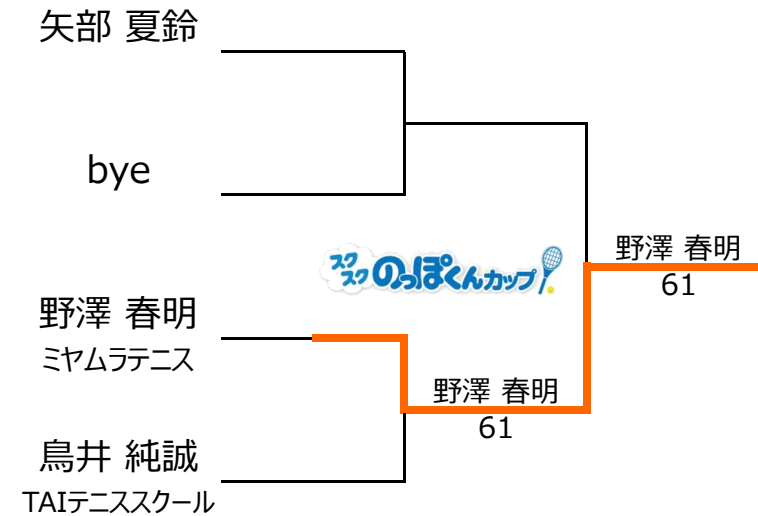 矢部 夏鈴
bye
スクスク のっぽくんカップ
野澤 春明
61
野澤 春明
ミヤムラテニス
野澤 春明
61
鳥井 純誠
TAIテニススクール